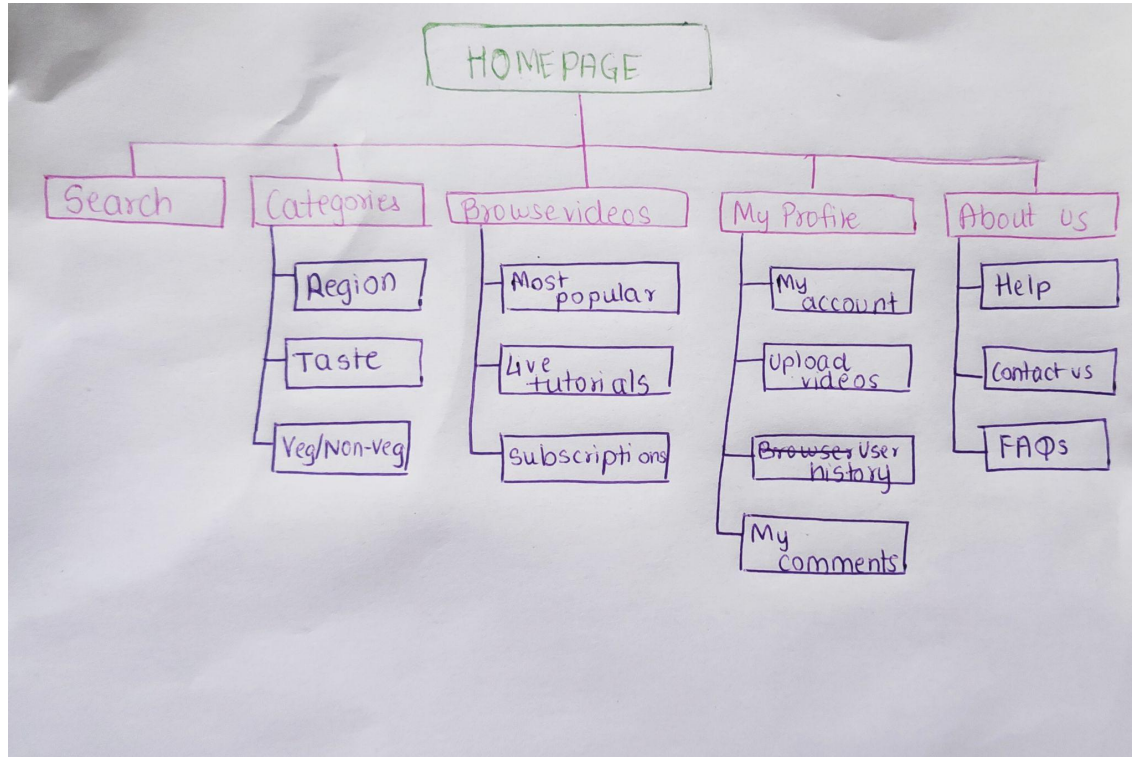 HOMEPAGE
Search
Categories
Browse videos
My Profile
About us
Region
Taste
Veg/Non-veg
Most
popular
Live
tutorials
Subscriptions
My
account
Upload
videos
Browser User
history
My
comments
Help
Contact us
FAQs